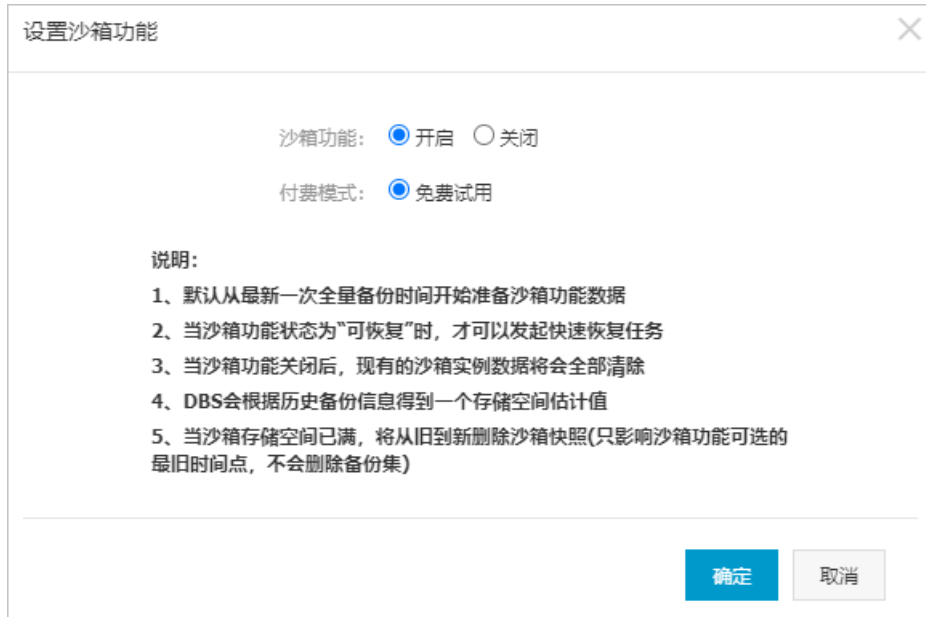 设置沙箱功能
沙箱功能： 开启 关闭
付费模式： 免费试用
说明：
1、默认从最新一次全量备份时间开始准备沙箱功能数据
2、当沙箱功能状态为“可恢复”时，才可以发起快速恢复任务
3、当沙箱功能关闭后，现有的沙箱实例数据将会全部清除
4、DBS会根据历史备份信息得到一个存储空间估计值
5、当沙箱存储空间已满，将从旧到新删除沙箱快照(只影响沙箱功能可选的
最旧时间点，不会删除备份集)
确定 取消